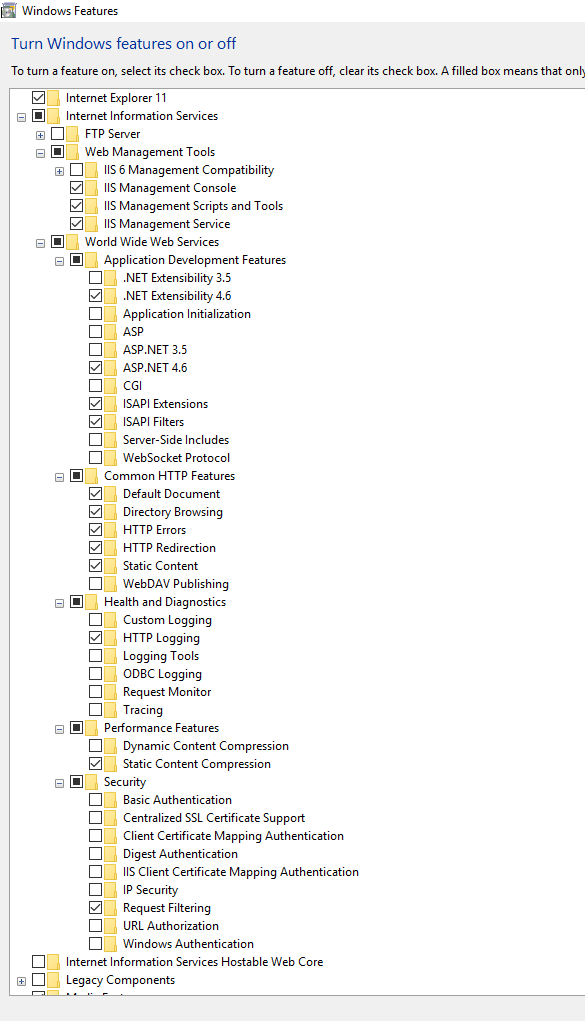 Windows Features
Turn Windows features on or off
To turn a feature on, select its check box. To turn a feature off, clear its check box. A filled box means that only
Internet Explorer 11
Internet Information Services
FTP Server
Web Management Tools
IIS 6 Management Compatibility
IIS Management Console
IIS Management Scripts and Tools
IIS Management Service
World Wide Web Services
Application Development Features
.NET Extensibility 3.5
.NET Extensibility 4.6
Application Initialization
ASP
ASP.NET 3.5
ASP.NET 4.6
CGI
ISAPI Extensions
ISAPI Filters
Server-Side Includes
WebSocket Protocol
Common HTTP Features
Default Document
Directory Browsing
HTTP Errors
HTTP Redirection
Static Content
WebDAV Publishing
Health and Diagnostics
Custom Logging
HTTP Logging
Logging Tools
ODBC Logging
Request Monitor
Tracing
Performance Features
Dynamic Content Compression
Static Content Compression
Security
Basic Authentication
Centralized SSL Certificate Support
Client Certificate Mapping Authentication
Digest Authentication
IIS Client Certificate Mapping Authentication
IP Security
Request Filtering
URL Authorization
Windows Authentication
Internet Information Services Hostable Web Core
Legacy Components